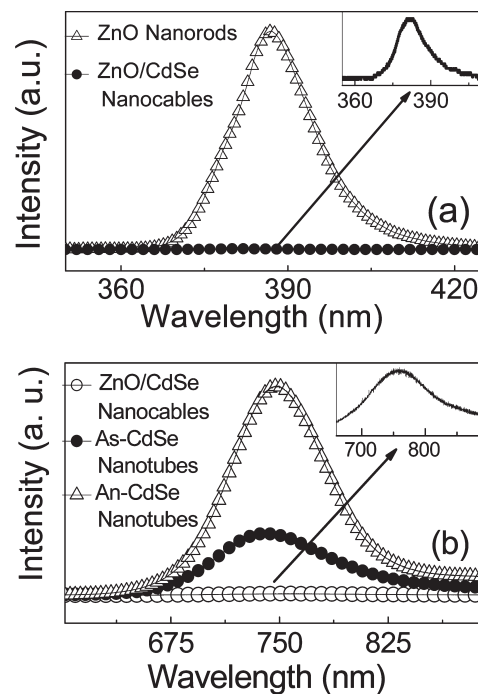 Intensity (a.u.)
ZnO Nanorods
ZnO/CdSe
Nanocables
360 390
(a)
360 390 420
Wavelength (nm)
Intensity (a. u.)
ZnO/CdSe
Nanocables
As-CdSe
Nanotubes
An-CdSe
Nanotubes
700 800
(b)
675 750 825
Wavelength (nm)